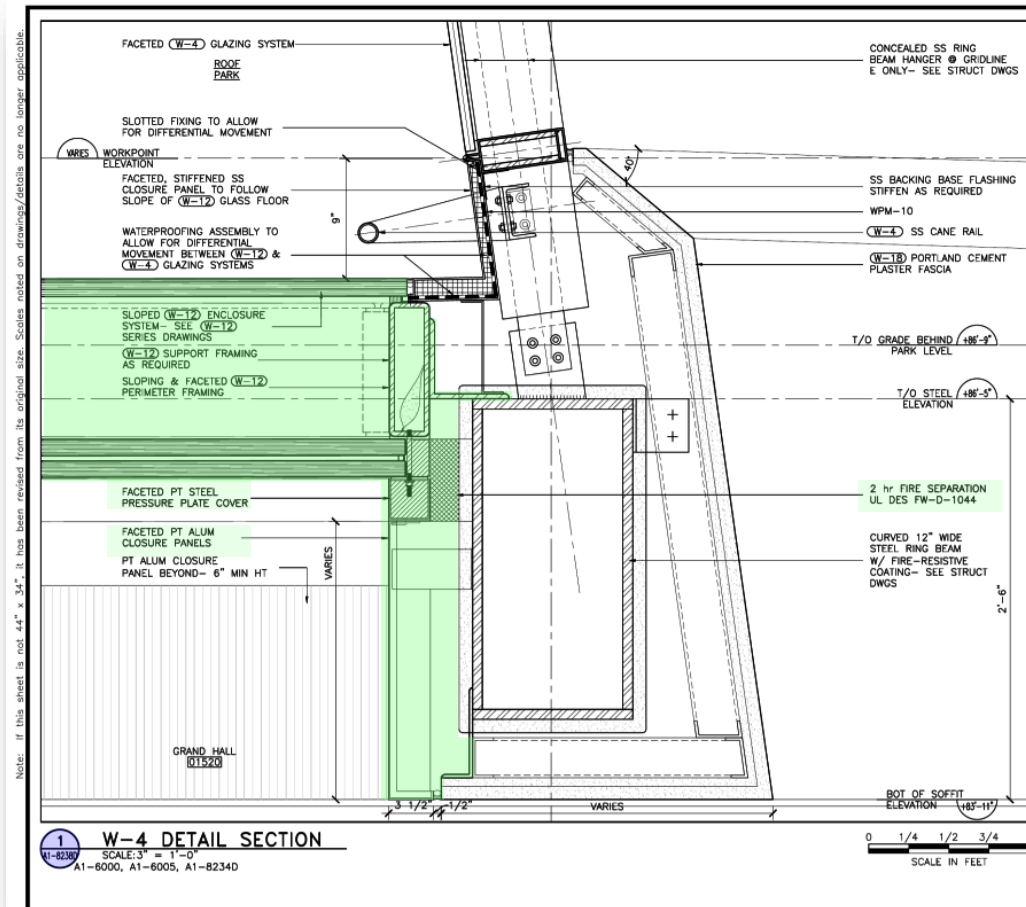 Note: If this sheet is not 44" x 34", it has been revised from its original size. Scales noted on drawings/details are no longer applicable.
FACETED W-4 GLAZING SYSTEM
ROOF
PARK
SLOTTED FIXING TO ALLOW
FOR DIFFERENTIAL MOVEMENT
VARIES WORKPOINT
ELEVATION
FACETED, STIFFENED SS
CLOSURE PANEL TO FOLLOW
SLOPE OF W-12 GLASS FLOOR
WATERPROOFING ASSEMBLY TO
ALLOW FOR DIFFERENTIAL
MOVEMENT BETWEEN W-12 &
W-4 GLAZING SYSTEMS
9"
SLOPED W-12 ENCLOSURE
SYSTEM- SEE W-12
SERIES DRAWINGS
W-12 SUPPORT FRAMING
AS REQUIRED
SLOPING & FACETED W-12
PERIMETER FRAMING
FACETED PT STEEL
PRESSURE PLATE COVER
FACETED PT ALUM
CLOSURE PANELS
PT ALUM CLOSURE
PANEL BEYOND- 6" MIN HT
VARIES
GRAND HALL
01520
CONCEALED SS RING
BEAM HANGER @ GRIDLINE
E ONLY- SEE STRUCT DWGS
40°
SS BACKING BASE FLASHING
STIFFEN AS REQUIRED
WPM-10
W-4 SS CANE RAIL
W-18 PORTLAND CEMENT
PLASTER FASCIA
T/O GRADE BEHIND +86'-9"
PARK LEVEL
T/O STEEL +86'-5"
ELEVATION
2 hr FIRE SEPARATION
UL DES FW-D-1044
CURVED 12" WIDE
STEEL RING BEAM
W/ FIRE-RESISTIVE
COATING- SEE STRUCT
DWGS
2'-6"
BOT OF SOFFIT
ELEVATION +83'-11"
3 1/2" 1/2" VARIES
1 W-4 DETAIL SECTION
A1-8238D SCALE:3" = 1'-0"
A1-6000, A1-6005, A1-8234D
0 1/4 1/2 3/4
SCALE IN FEET